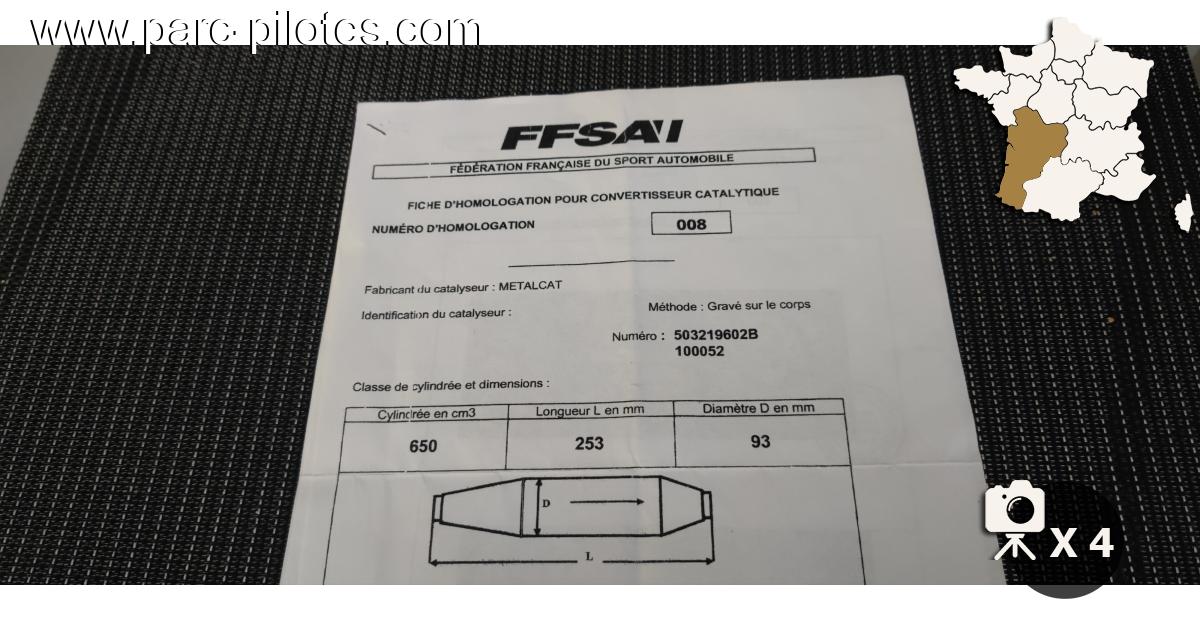 www.parc-pilotes.com
FFSA
FÉDÉRATION FRANÇAISE DU SPORT AUTOMOBILE
FICHE D'HOMOLOGATION POUR CONVERTISSEUR CATALYTIQUE
NUMÉRO D'HOMOLOGATION 008
Fabricant du catalyseur : METALCAT
Identification du catalyseur : Méthode : Gravé sur le corps
Numéro : 503219602B
100052
Classe de cylindrée et dimensions :
Cylindrée en cm3 Longueur L en mm Diamètre D en mm
650 253 93
D
L
X 4